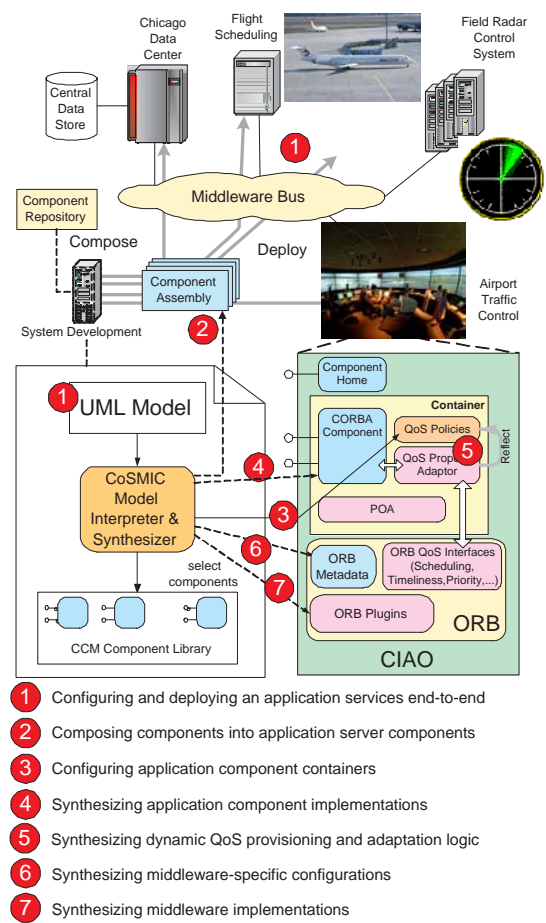 Chicago
Data
Center
Flight
Scheduling
Field Radar
Control
System
Central
Data
Store
1
Middleware Bus
Component
Repository
Compose
Deploy
Component
Assembly
Airport
Traffic
Control
System Development
2
1
UML Model
Component
Home
Container
CORBA
Component
QoS Policies
5
QoS
Adaptor
Reflect
4
CoSMIC
Model
Interpreter &
Synthesizer
3
POA
6
ORB
Metadata
ORB QoS Interfaces
(Scheduling,
Timeliness,Priority,...)
7
select
components
ORB Plugins
ORB
CCM Component Library
CIAO
1 Configuring and deploying an application services end-to-end
2 Composing components into application server components
3 Configuring application component containers
4 Synthesizing application component implementations
5 Synthesizing dynamic QoS provisioning and adaptation logic
6 Synthesizing middleware-specific configurations
7 Synthesizing middleware implementations